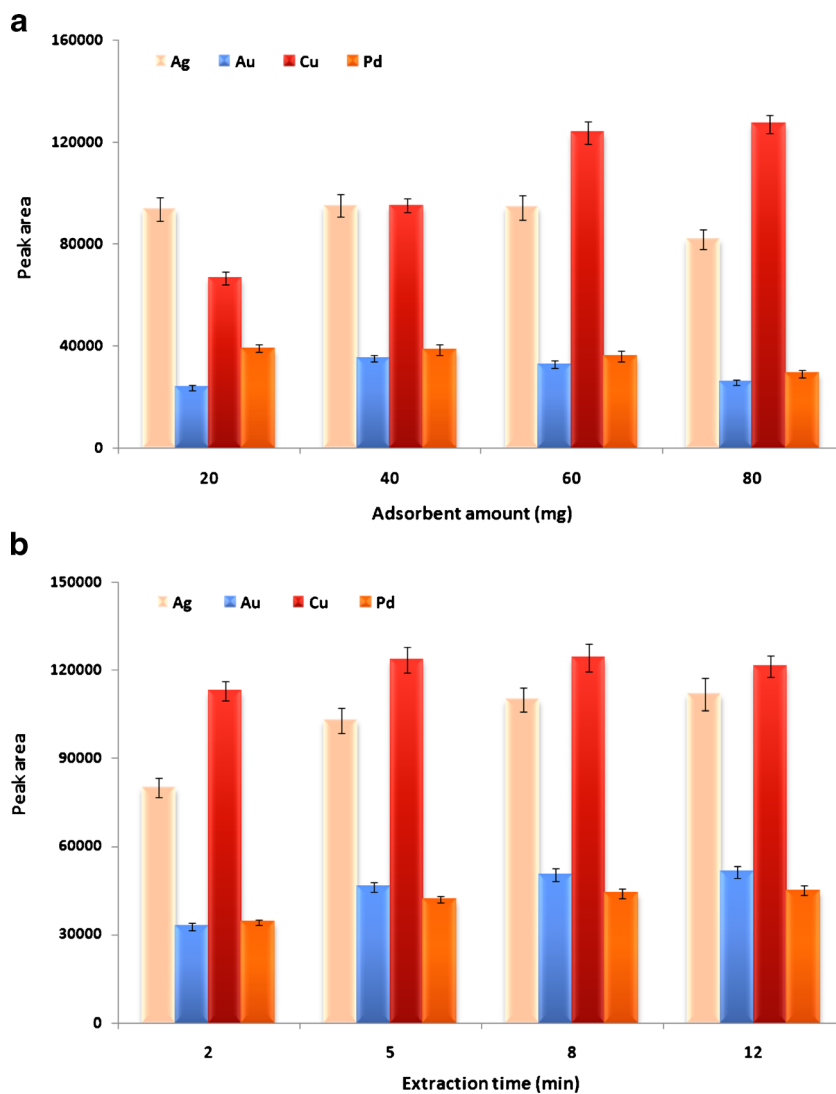 a
160000
Ag Au Cu Pd
120000
80000
40000
0
Peak area
20 40 60 80
Adsorbent amount (mg)
b
150000
Ag Au Cu Pd
120000
90000
60000
30000
0
Peak area
2 5 8 12
Extraction time (min)